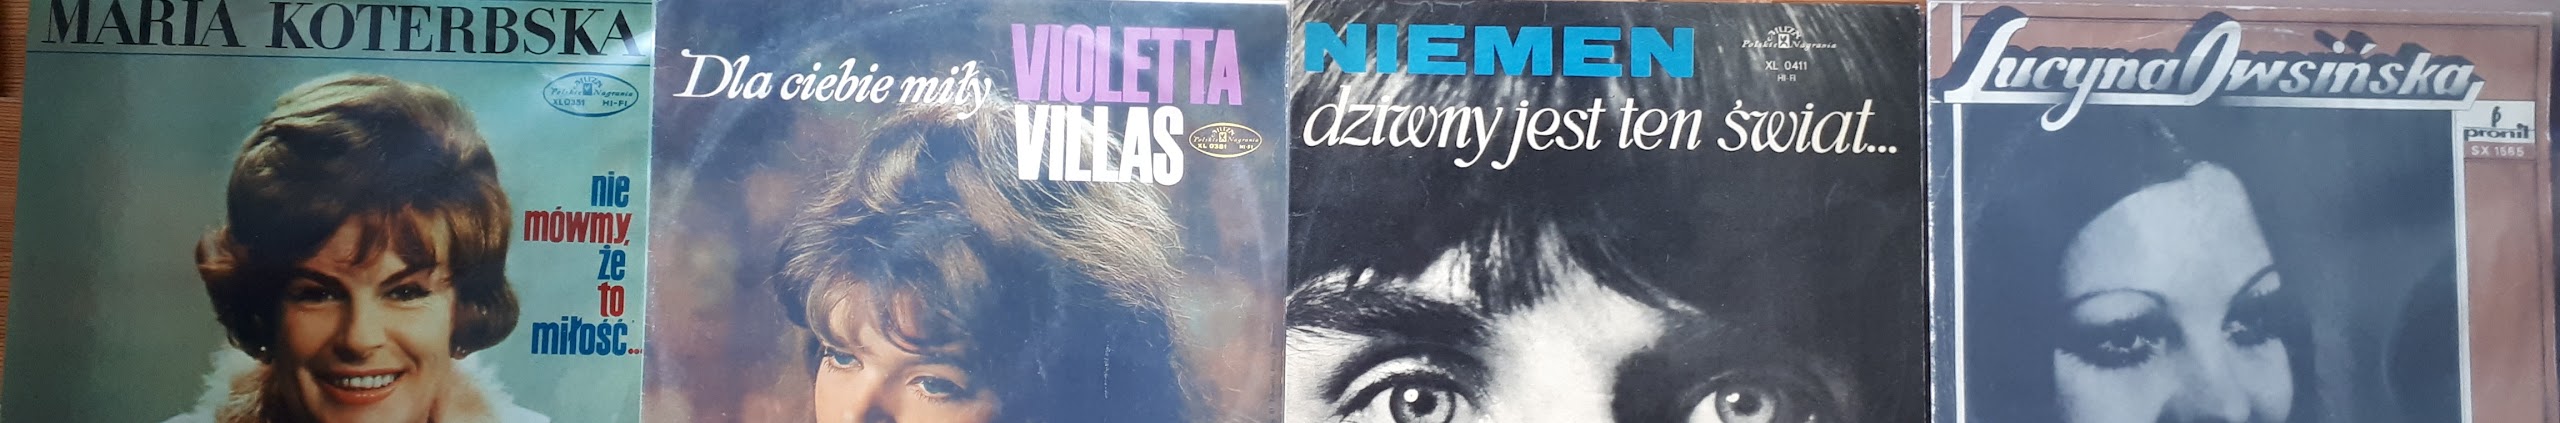 MARIA KOTERBSKA
MUZA
Polskie Nagrania
XL0351 HI-FI
nie
mówmy,
że
to
miłość...
Dla ciebie miły
VIOLETTA
VILLAS
MUZA
Polskie Nagrania
XL 0381 HI-FI
NIEMEN
MUZA
Polskie Nagrania
XL 0411
HI-FI
dziwny jest ten świat...
Lucyna Owsińska
pronit
SX 1565